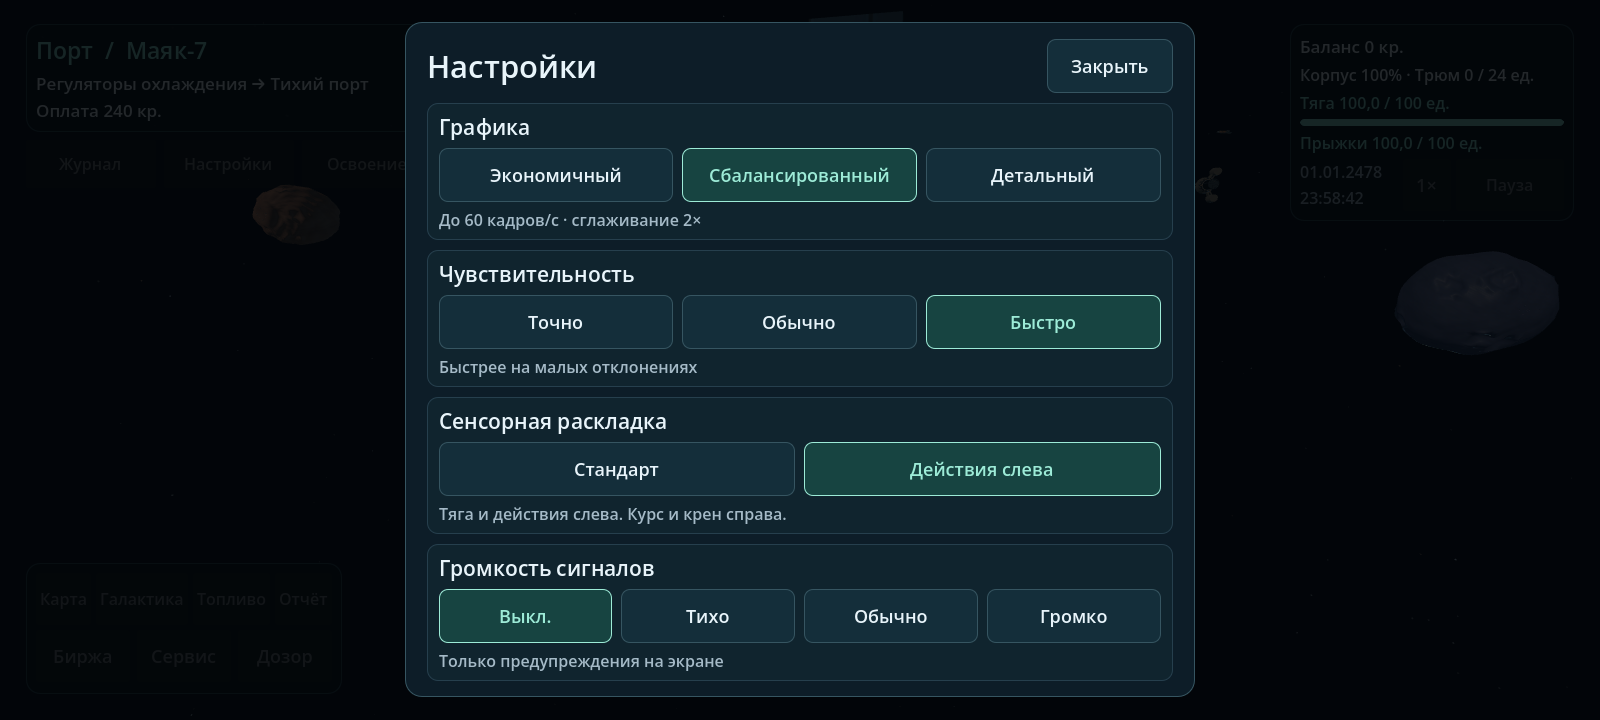 Порт / Маяк-7
Регуляторы охлаждения → Тихий порт
Оплата 240 кр.
Журнал
Настройки
Освоение
Баланс 0 кр.
Корпус 100% · Трюм 0 / 24 ед.
Тяга 100,0 / 100 ед.
Прыжки 100,0 / 100 ед.
01.01.2478
23:58:42
1×
Пауза
Настройки
Закрыть
Графика
Экономичный
Сбалансированный
Детальный
До 60 кадров/с · сглаживание 2×
Чувствительность
Точно
Обычно
Быстро
Быстрее на малых отклонениях
Сенсорная раскладка
Стандарт
Действия слева
Тяга и действия слева. Курс и крен справа.
Громкость сигналов
Выкл.
Тихо
Обычно
Громко
Только предупреждения на экране
Карта
Галактика
Топливо
Отчёт
Биржа
Сервис
Дозор